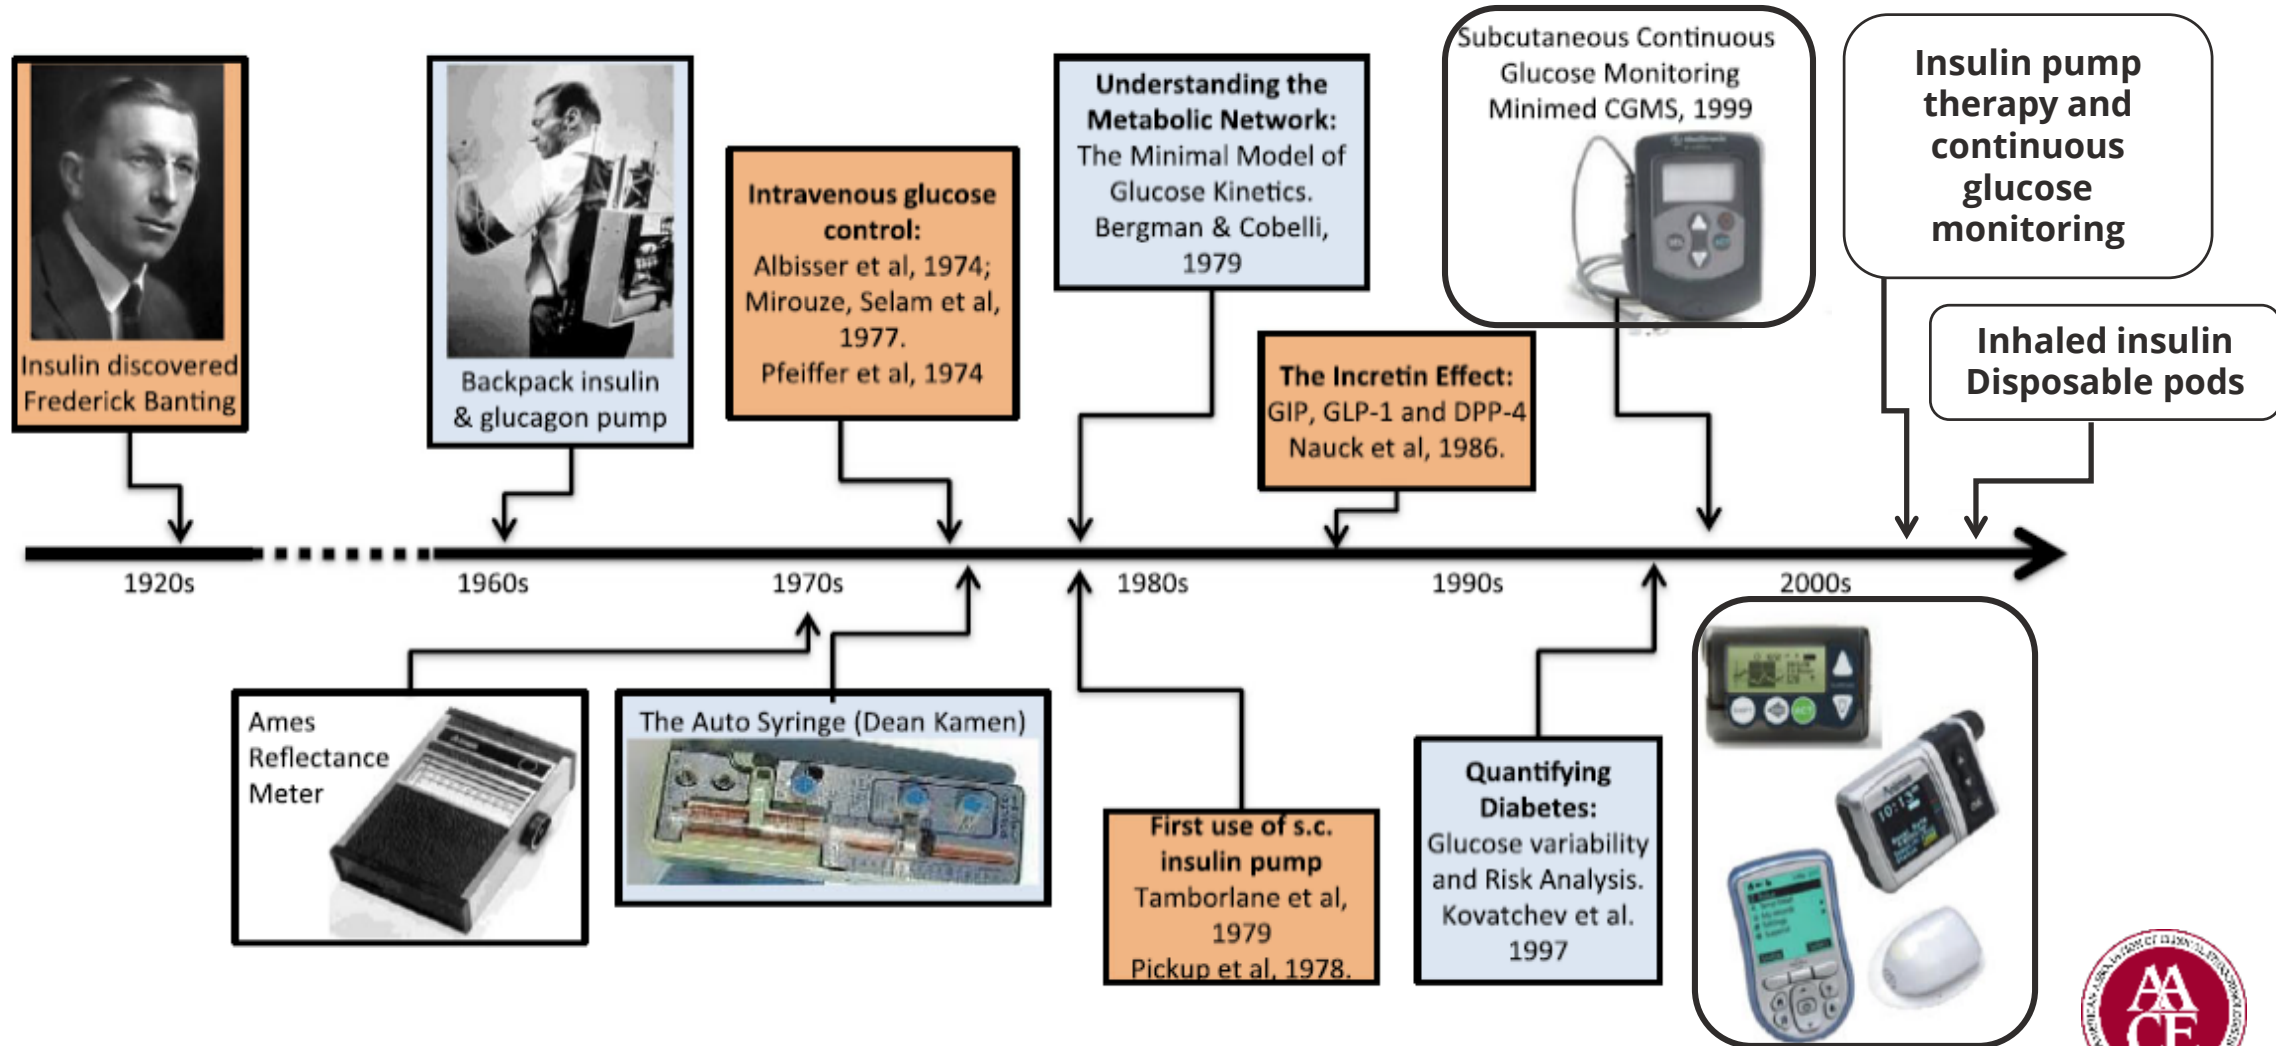 Insulin discovered
Frederick Banting
Backpack insulin
& glucagon pump
Intravenous glucose
control:
Albisser et al, 1974;
Mirouze, Selam et al,
1977.
Pfeiffer et al, 1974
Understanding the
Metabolic Network:
The Minimal Model of
Glucose Kinetics.
Bergman & Cobelli,
1979
The Incretin Effect:
GIP, GLP-1 and DPP-4
Nauck et al, 1986.
Subcutaneous Continuous
Glucose Monitoring
Minimed CGMS, 1999
Insulin pump
therapy and
continuous
glucose
monitoring
Inhaled insulin
Disposable pods
1920s
1960s
1970s
1980s
1990s
2000s
Ames
Reflectance
Meter
The Auto Syringe (Dean Kamen)
First use of s.c.
insulin pump
Tamborlane et al,
1979
Pickup et al, 1978.
Quantifying
Diabetes:
Glucose variability
and Risk Analysis.
Kovatchev et al.
1997
10:13
AA
CE